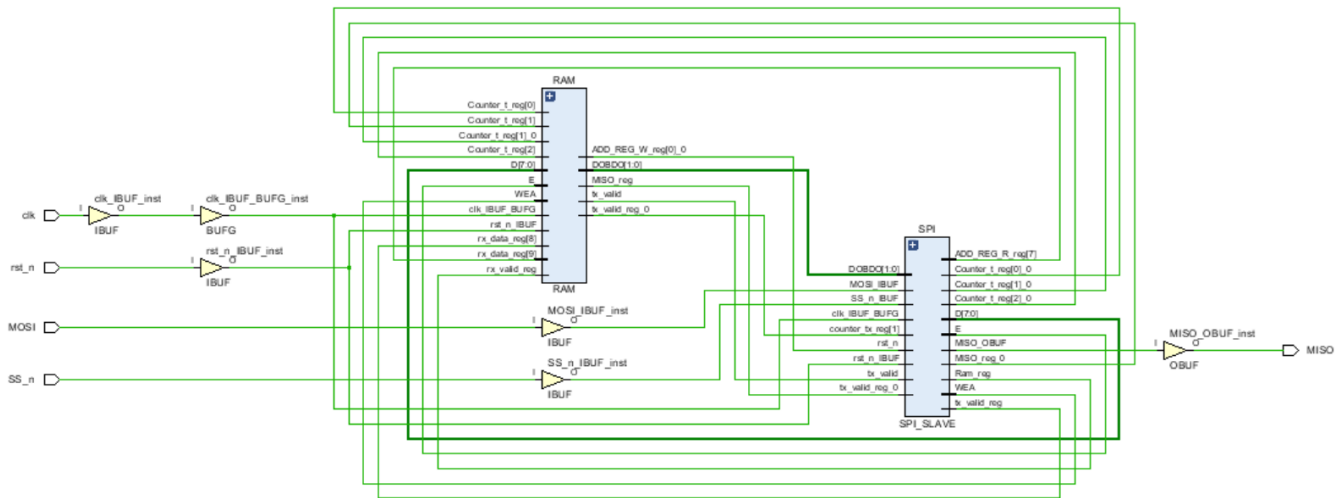 RAM
Counter_t_reg[0]
Counter_t_reg[1]
Counter_t_reg[1]_0
Counter_t_reg[2]
D[7:0]
E
WEA
clk_IBUF_BUFG
rst_n_IBUF
rx_data_reg[8]
rx_data_reg[9]
rx_valid_reg
ADD_REG_W_reg[0]_0
DOBDO[1:0]
MISO_reg
tx_valid
tx_valid_reg_0
RAM
clk
I
clk_IBUF_inst
O
IBUF
I
clk_IBUF_BUFG_inst
O
BUFG
rst_n
I
rst_n_IBUF_inst
O
IBUF
MOSI
I
MOSI_IBUF_inst
O
IBUF
SS_n
I
SS_n_IBUF_inst
O
IBUF
SPI
DOBDO[1:0]
MOSI_IBUF
SS_n_IBUF
clk_IBUF_BUFG
counter_tx_reg[1]
rst_n
rst_n_IBUF
tx_valid
tx_valid_reg_0
ADD_REG_R_reg[7]
Counter_t_reg[0]_0
Counter_t_reg[1]_0
Counter_t_reg[2]_0
D[7:0]
E
MISO_OBUF
MISO_reg_0
Ram_reg
WEA
tx_valid_reg
SPI_SLAVE
I
MISO_OBUF_inst
O
OBUF
MISO